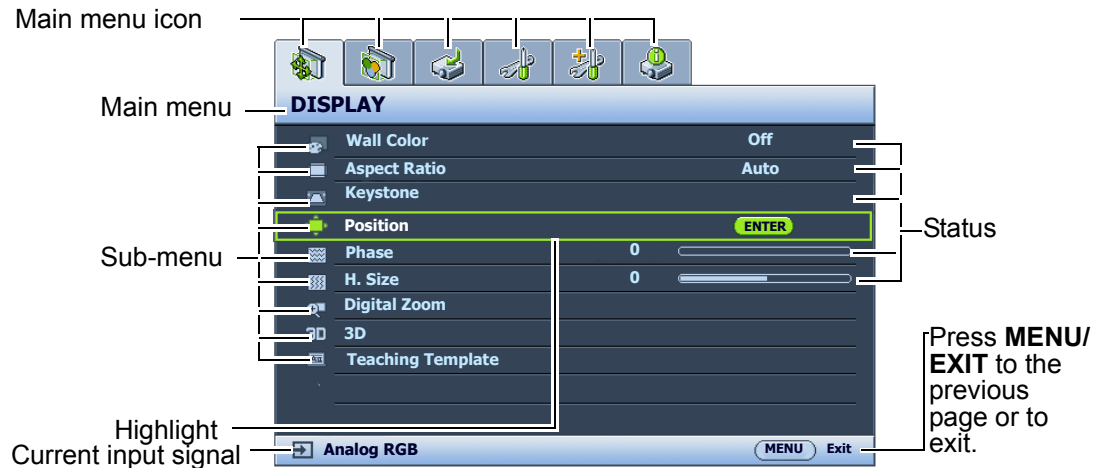 Main menu icon
Main menu
DISPLAY
Wall Color Off
Aspect Ratio Auto
Keystone
Position ENTER
Status
Sub-menu
Phase 0
H. Size 0
Digital Zoom
3D 3D
Teaching Template
Press MENU/
EXIT to the
previous
page or to
exit.
Highlight
Current input signal
Analog RGB MENU Exit